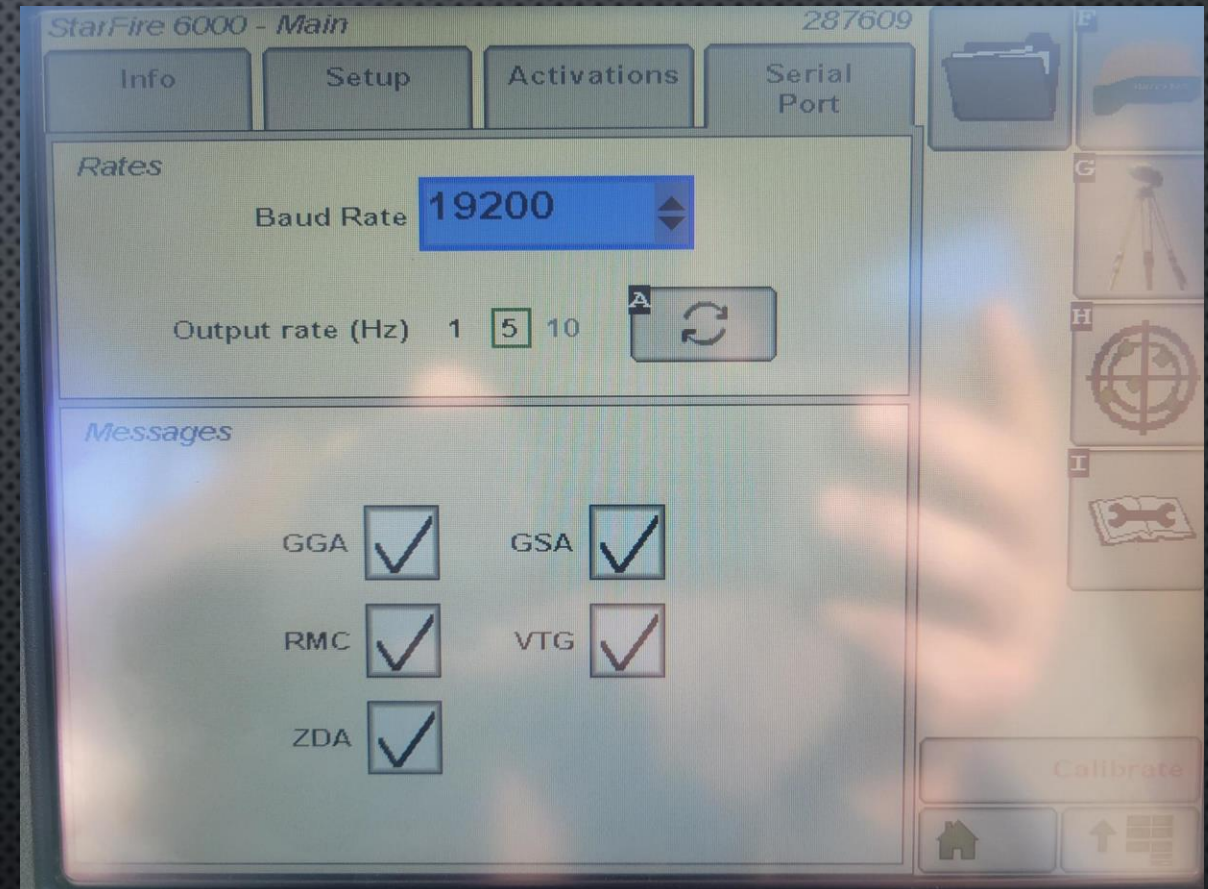 StarFire 6000 - Main
287609
Info
Setup
Activations
Serial
Port
F
Rates
Baud Rate 19200
G
Output rate (Hz) 1 5 10
A
H
Messages
I
GGA
GSA
RMC
VTG
ZDA
Calibrate